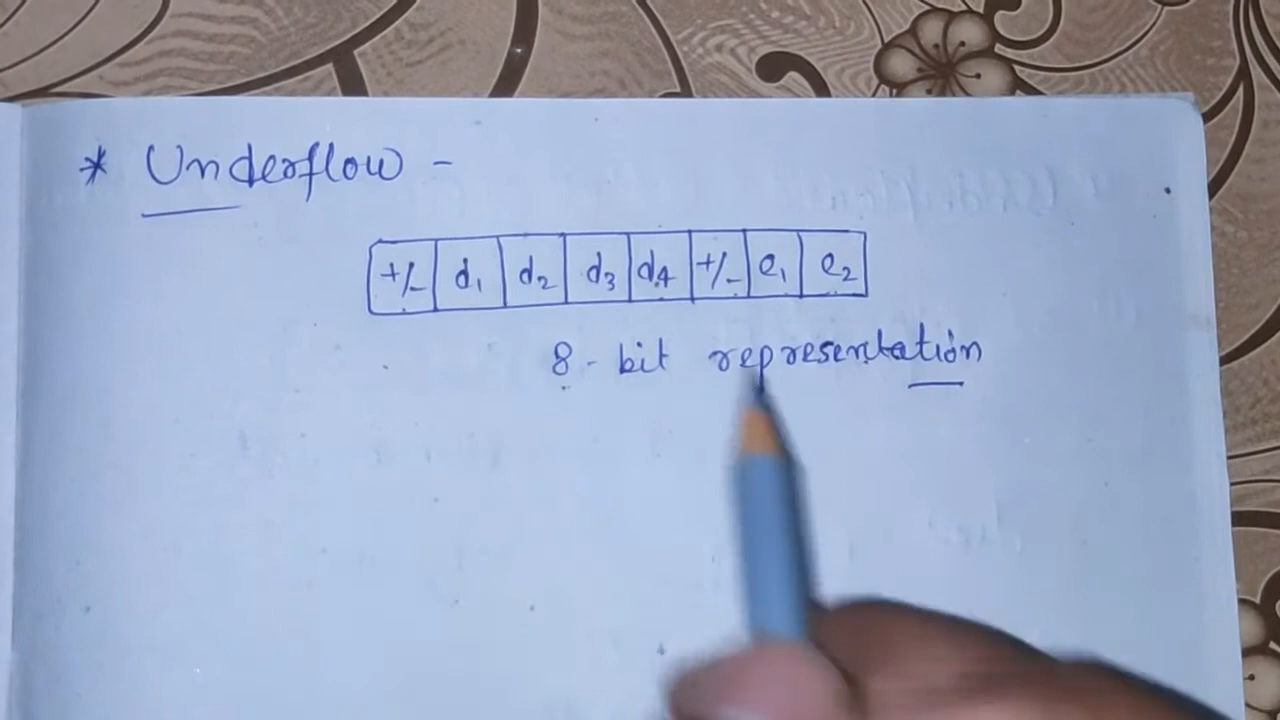 * Underflow -
+/- d₁ d₂ d₃ d₄ +/- e₁ e₂
8 - bit representation